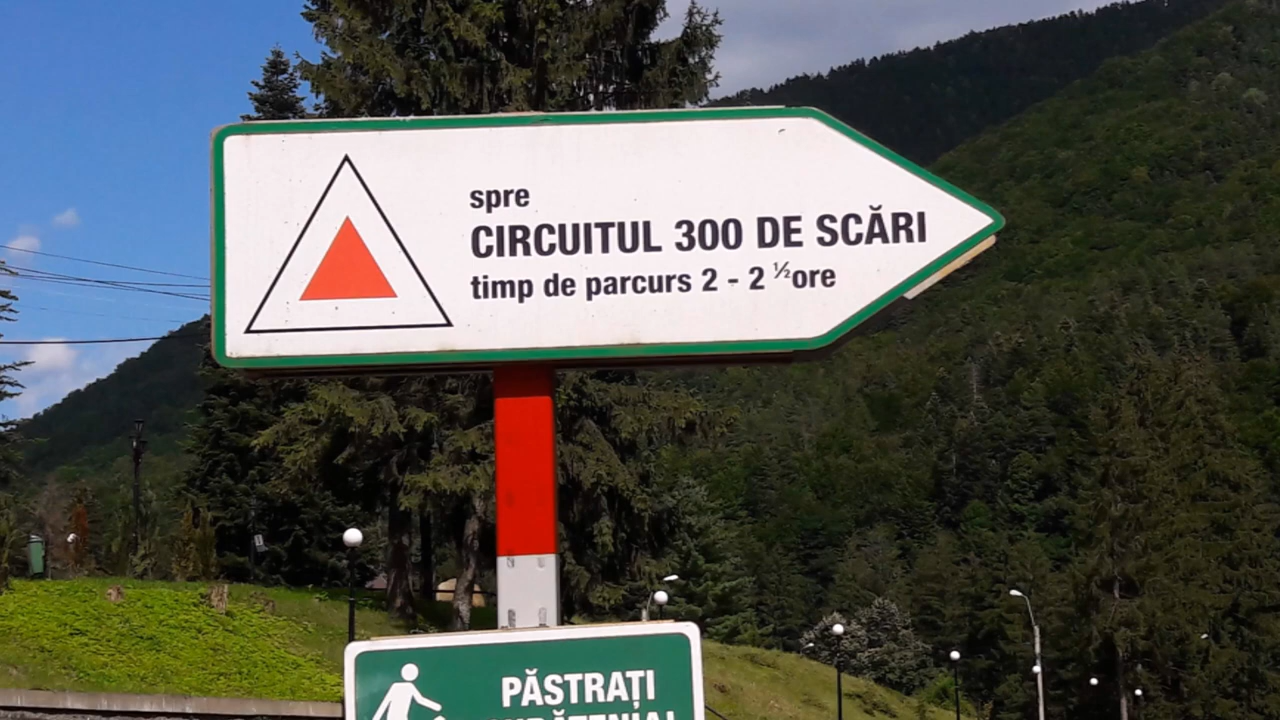 spre
CIRCUITUL 300 DE SCĂRI
timp de parcurs 2 - 2 ½ ore
PĂSTRAȚI